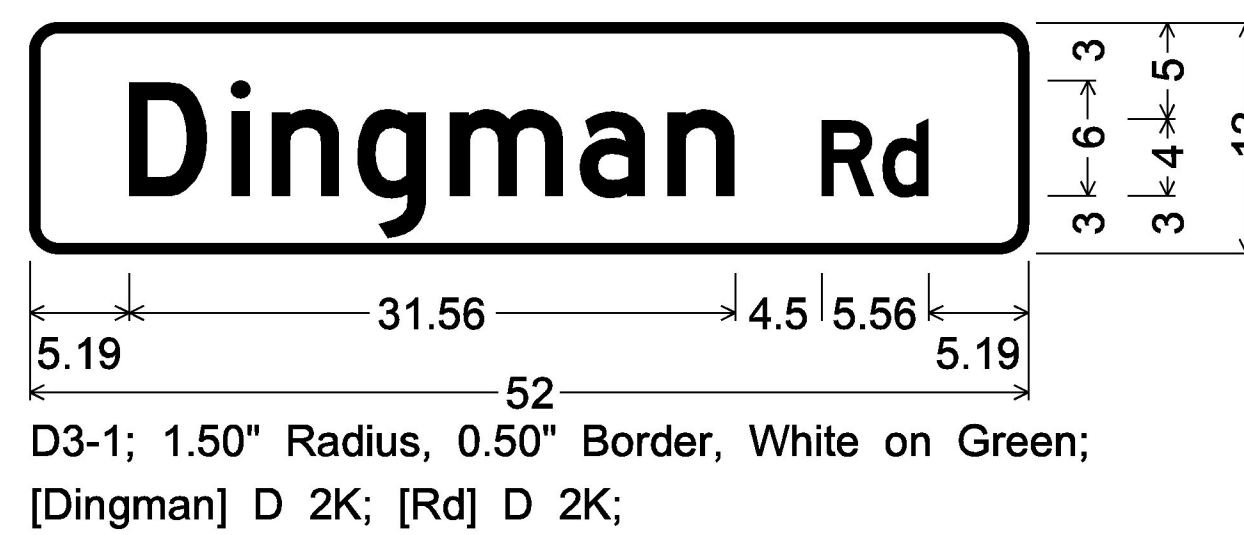 Dingman Rd
3 6 3
5 4 3
31.56 4.5 5.56
5.19 5.19
52
D3-1; 1.50" Radius, 0.50" Border, White on Green;
[Dingman] D 2K; [Rd] D 2K;